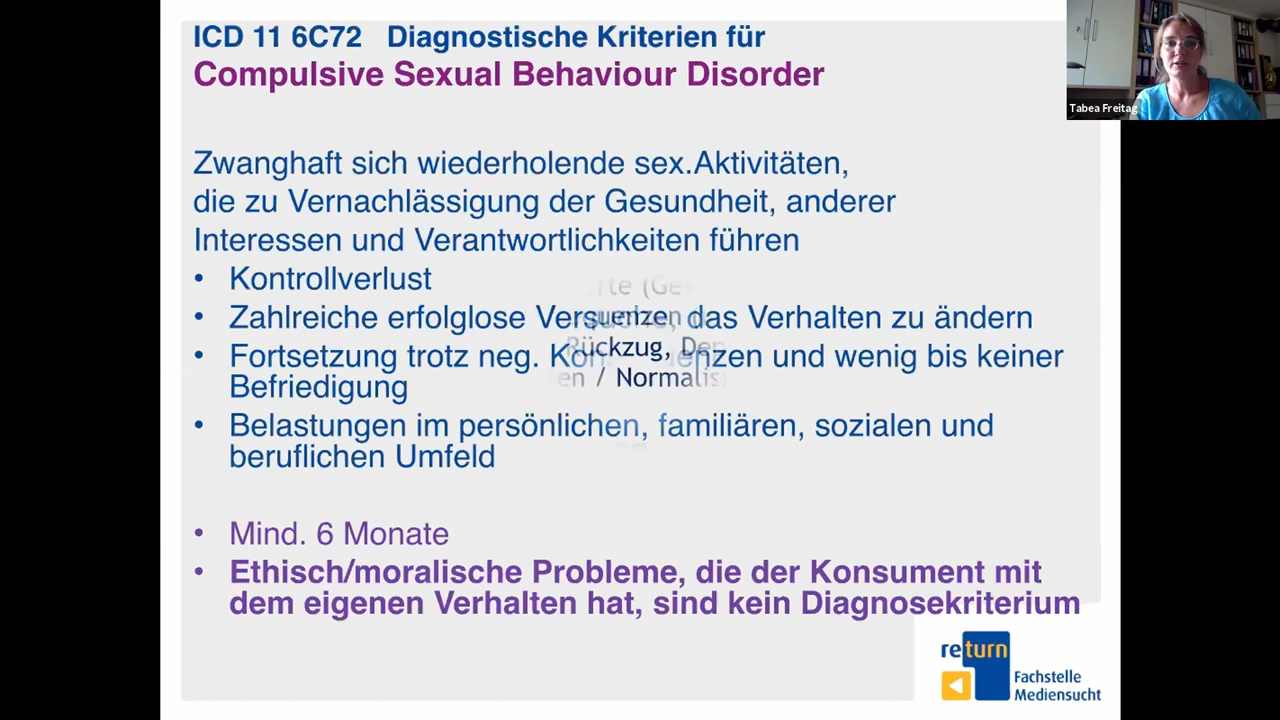 ICD 11 6C72 Diagnostische Kriterien für
Compulsive Sexual Behaviour Disorder
Tabea Freitag
Zwanghaft sich wiederholende sex.Aktivitäten,
die zu Vernachlässigung der Gesundheit, anderer
Interessen und Verantwortlichkeiten führen
• Kontrollverlust
• Zahlreiche erfolglose Versuche, das Verhalten zu ändern
• Fortsetzung trotz neg. Konsequenzen und wenig bis keiner
Befriedigung
• Belastungen im persönlichen, familiären, sozialen und
beruflichen Umfeld
• Mind. 6 Monate
• Ethisch/moralische Probleme, die der Konsument mit
dem eigenen Verhalten hat, sind kein Diagnosekriterium
Rückzug,
return
Fachstelle
Mediensucht